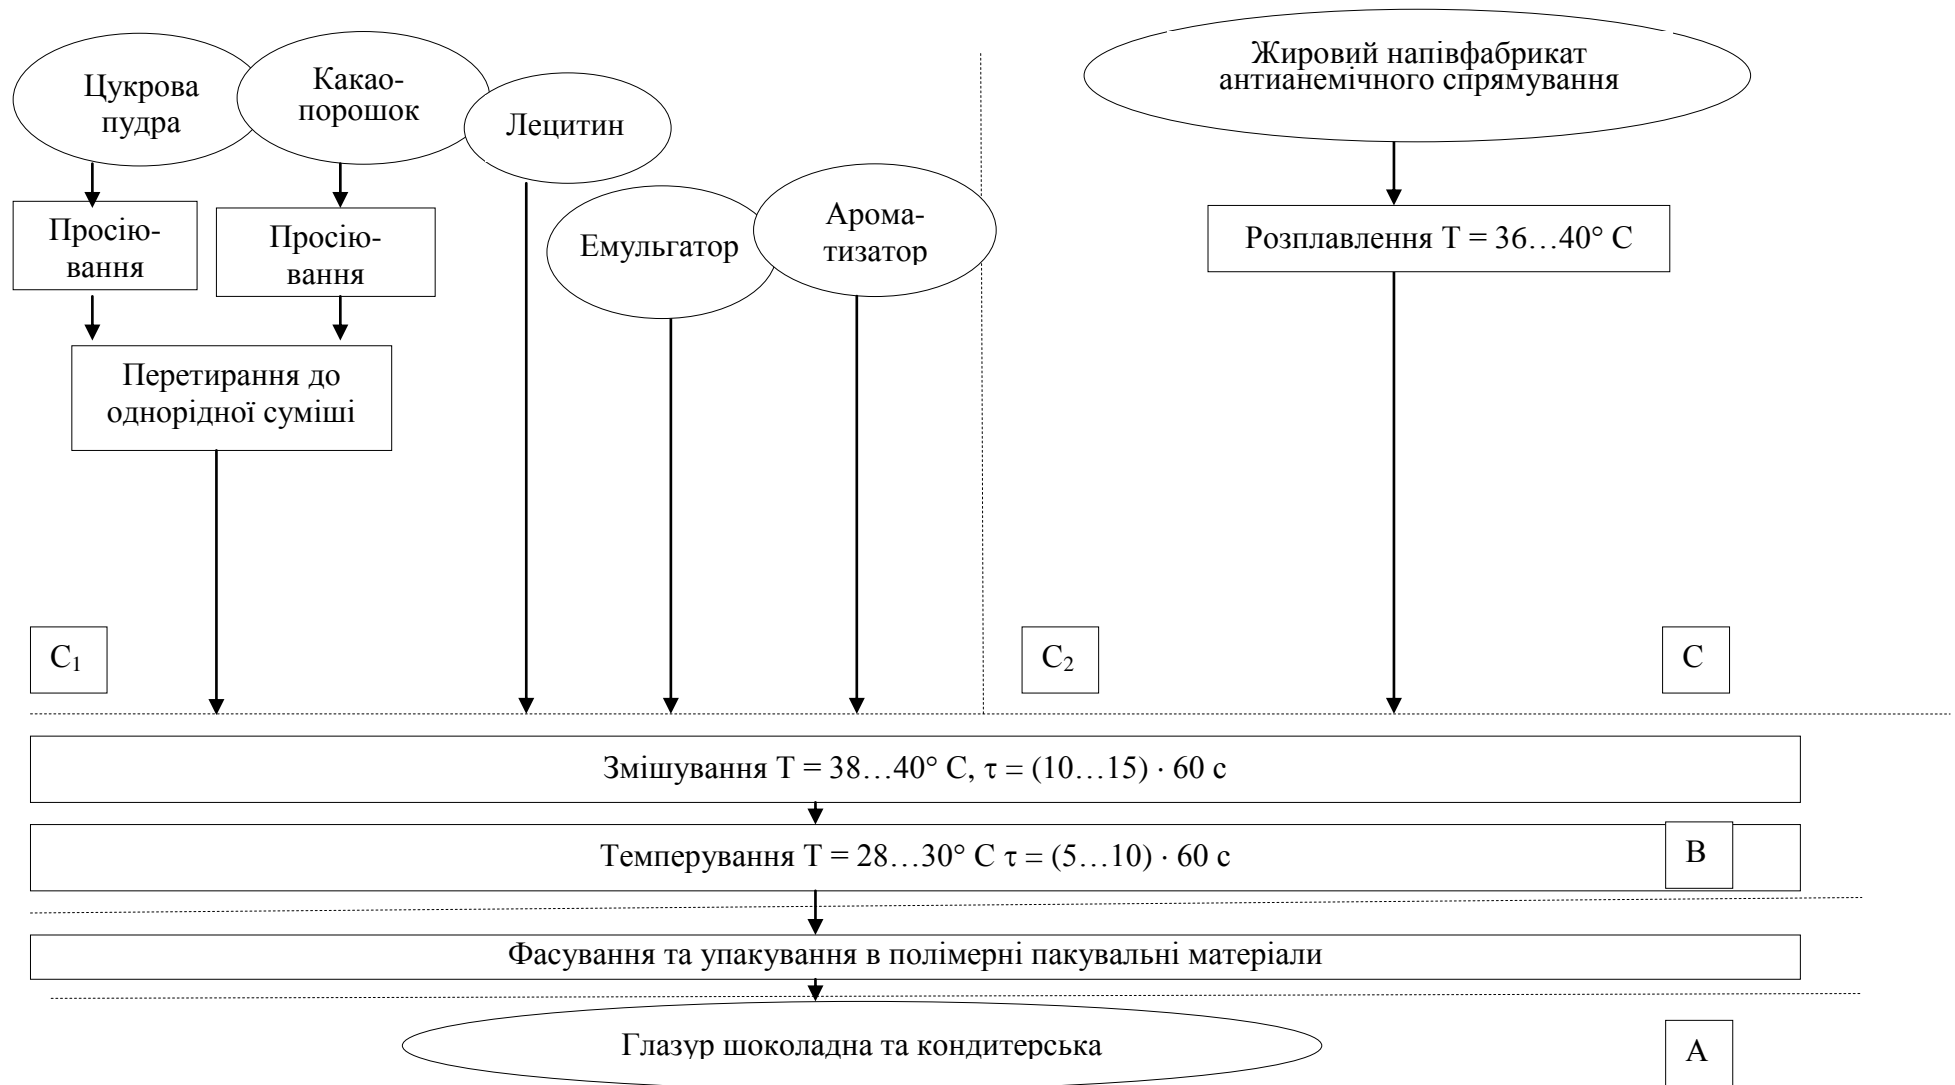 Цукрова
пудра
Какао-
порошок
Лецитин
Емульгатор
Арома-
тизатор
Жировий напівфабрикат
антианемічного спрямування
Просію-
вання
Просію-
вання
Розплавлення Т = 36…40° С
Перетирання до
однорідної суміші
С₁
С₂
С
Змішування Т = 38…40° С, τ = (10…15) · 60 с
Темперування Т = 28…30° С τ = (5…10) · 60 с
В
Фасування та упакування в полімерні пакувальні матеріали
Глазур шоколадна та кондитерська
А